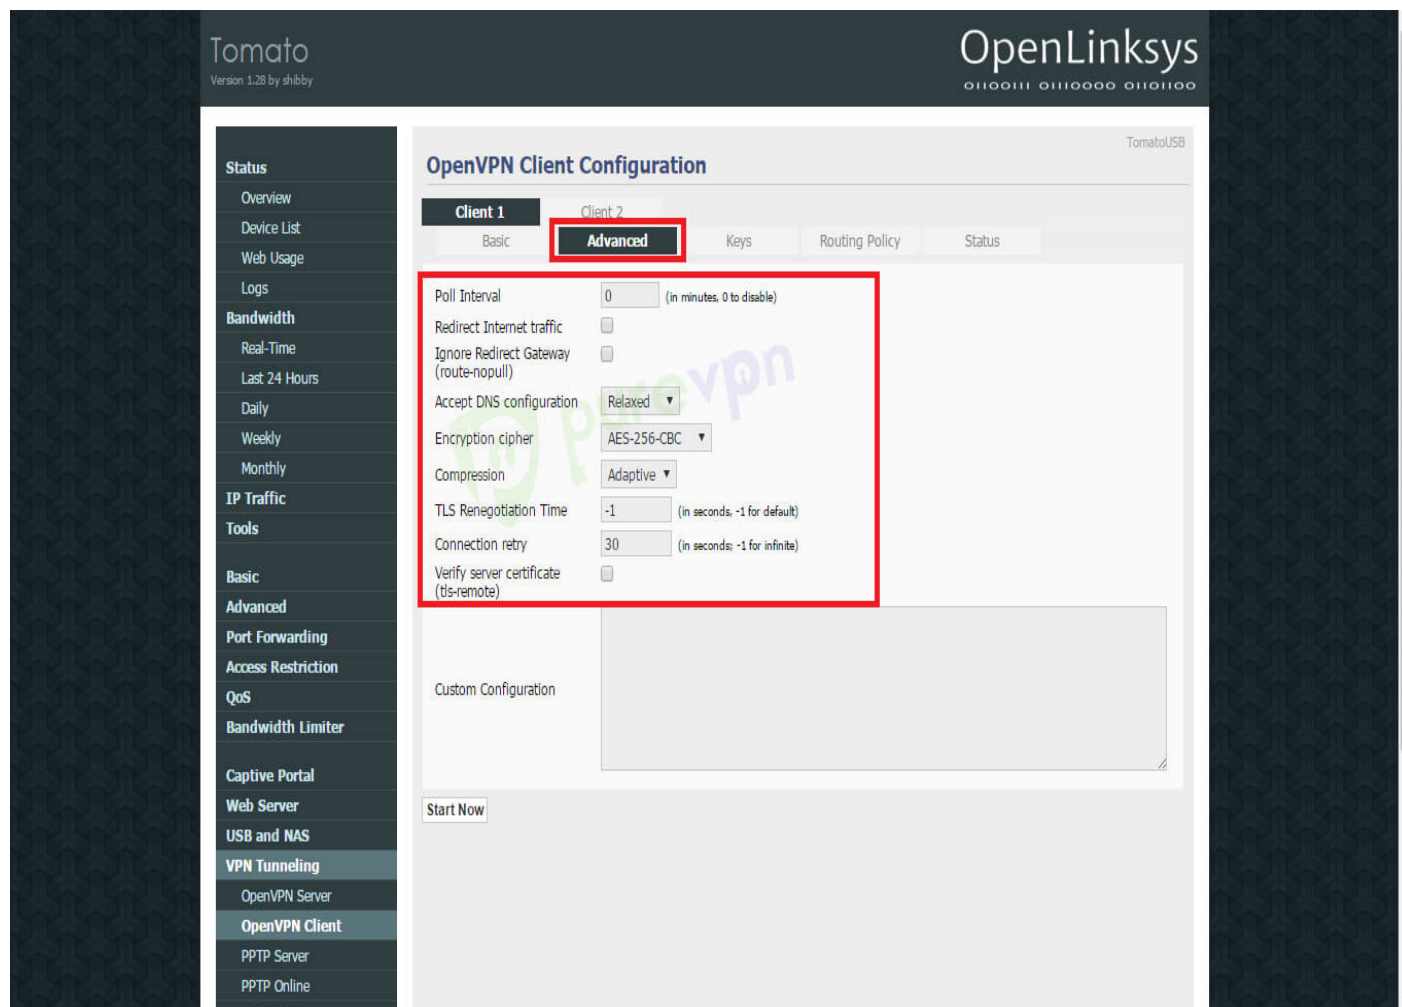 Tomato
Version 1.28 by shibby
OpenLinksys
01100111 01110000 01101100
Status
Overview
Device List
Web Usage
Logs
Bandwidth
Real-Time
Last 24 Hours
Daily
Weekly
Monthly
IP Traffic
Tools
Basic
Advanced
Port Forwarding
Access Restriction
QoS
Bandwidth Limiter
Captive Portal
Web Server
USB and NAS
VPN Tunneling
OpenVPN Server
OpenVPN Client
PPTP Server
PPTP Online
TomatoUSB
OpenVPN Client Configuration
Client 1 Client 2
Basic Advanced Keys Routing Policy Status
Poll Interval 0 (in minutes, 0 to disable)
Redirect Internet traffic
Ignore Redirect Gateway
(route-nopull)
Accept DNS configuration Relaxed
Encryption cipher AES-256-CBC
Compression Adaptive
TLS Renegotiation Time -1 (in seconds, -1 for default)
Connection retry 30 (in seconds; -1 for infinite)
Verify server certificate
(tls-remote)
Custom Configuration
Start Now
purevpn